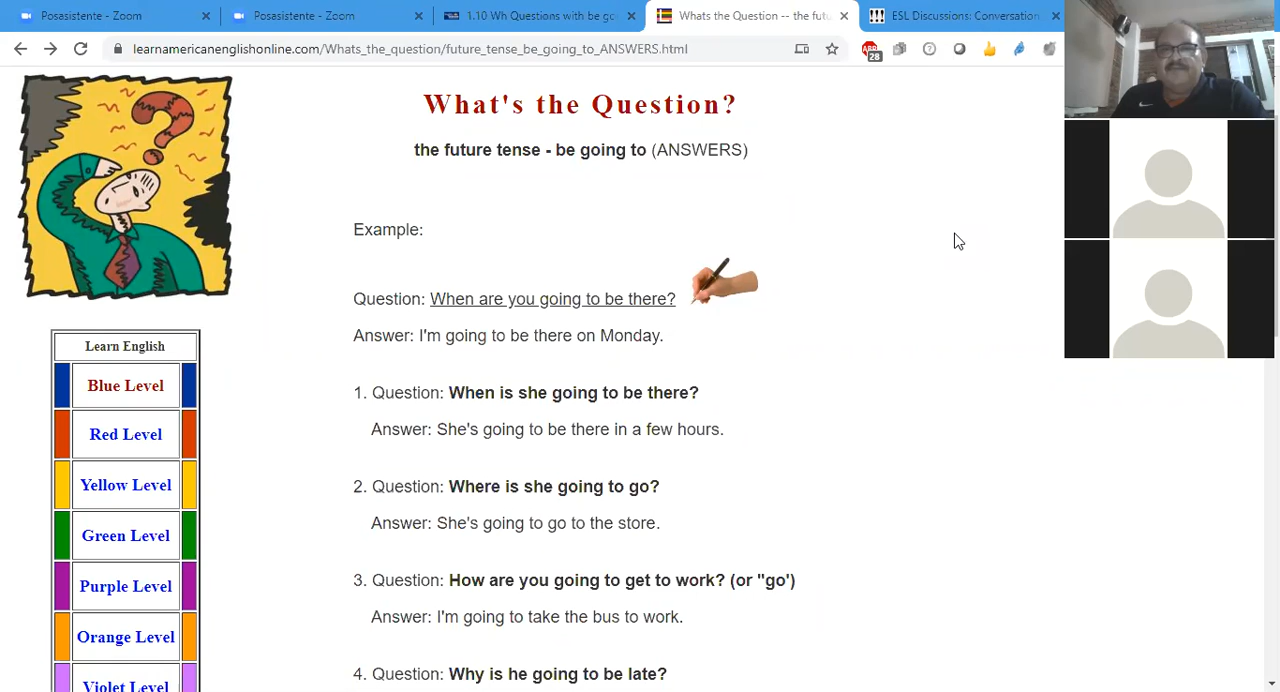 Posasistente - Zoom
Posasistente - Zoom
1.10 Wh Questions with be go
Whats the Question -- the futu
ESL Discussions: Conversation
learnamericanenglishonline.com/Whats_the_question/future_tense_be_going_to_ANSWERS.html
ABP
28
What's the Question?
the future tense - be going to (ANSWERS)
Example:
Question: When are you going to be there?
Answer: I'm going to be there on Monday.
1. Question: When is she going to be there?
Answer: She's going to be there in a few hours.
2. Question: Where is she going to go?
Answer: She's going to go to the store.
3. Question: How are you going to get to work? (or "go')
Answer: I'm going to take the bus to work.
4. Question: Why is he going to be late?
Learn English
Blue Level
Red Level
Yellow Level
Green Level
Purple Level
Orange Level
Violet Level